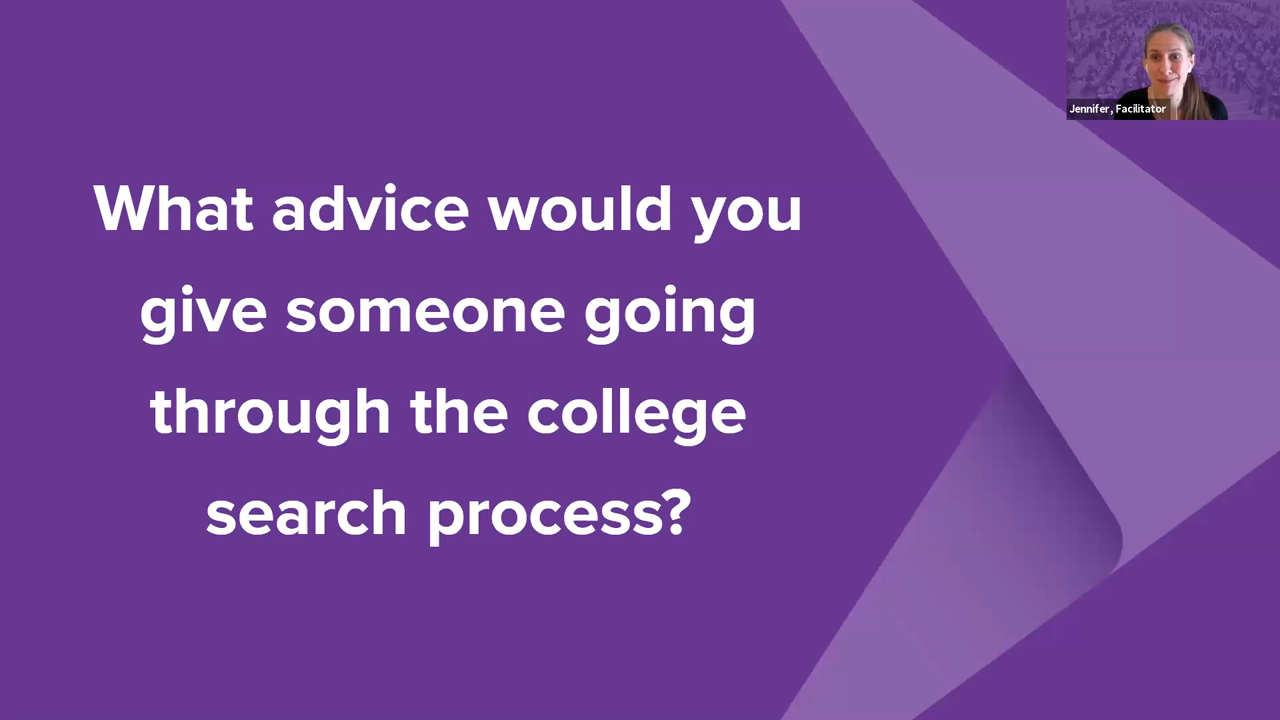 What advice would you
give someone going
through the college
search process?
Jennifer, Facilitator